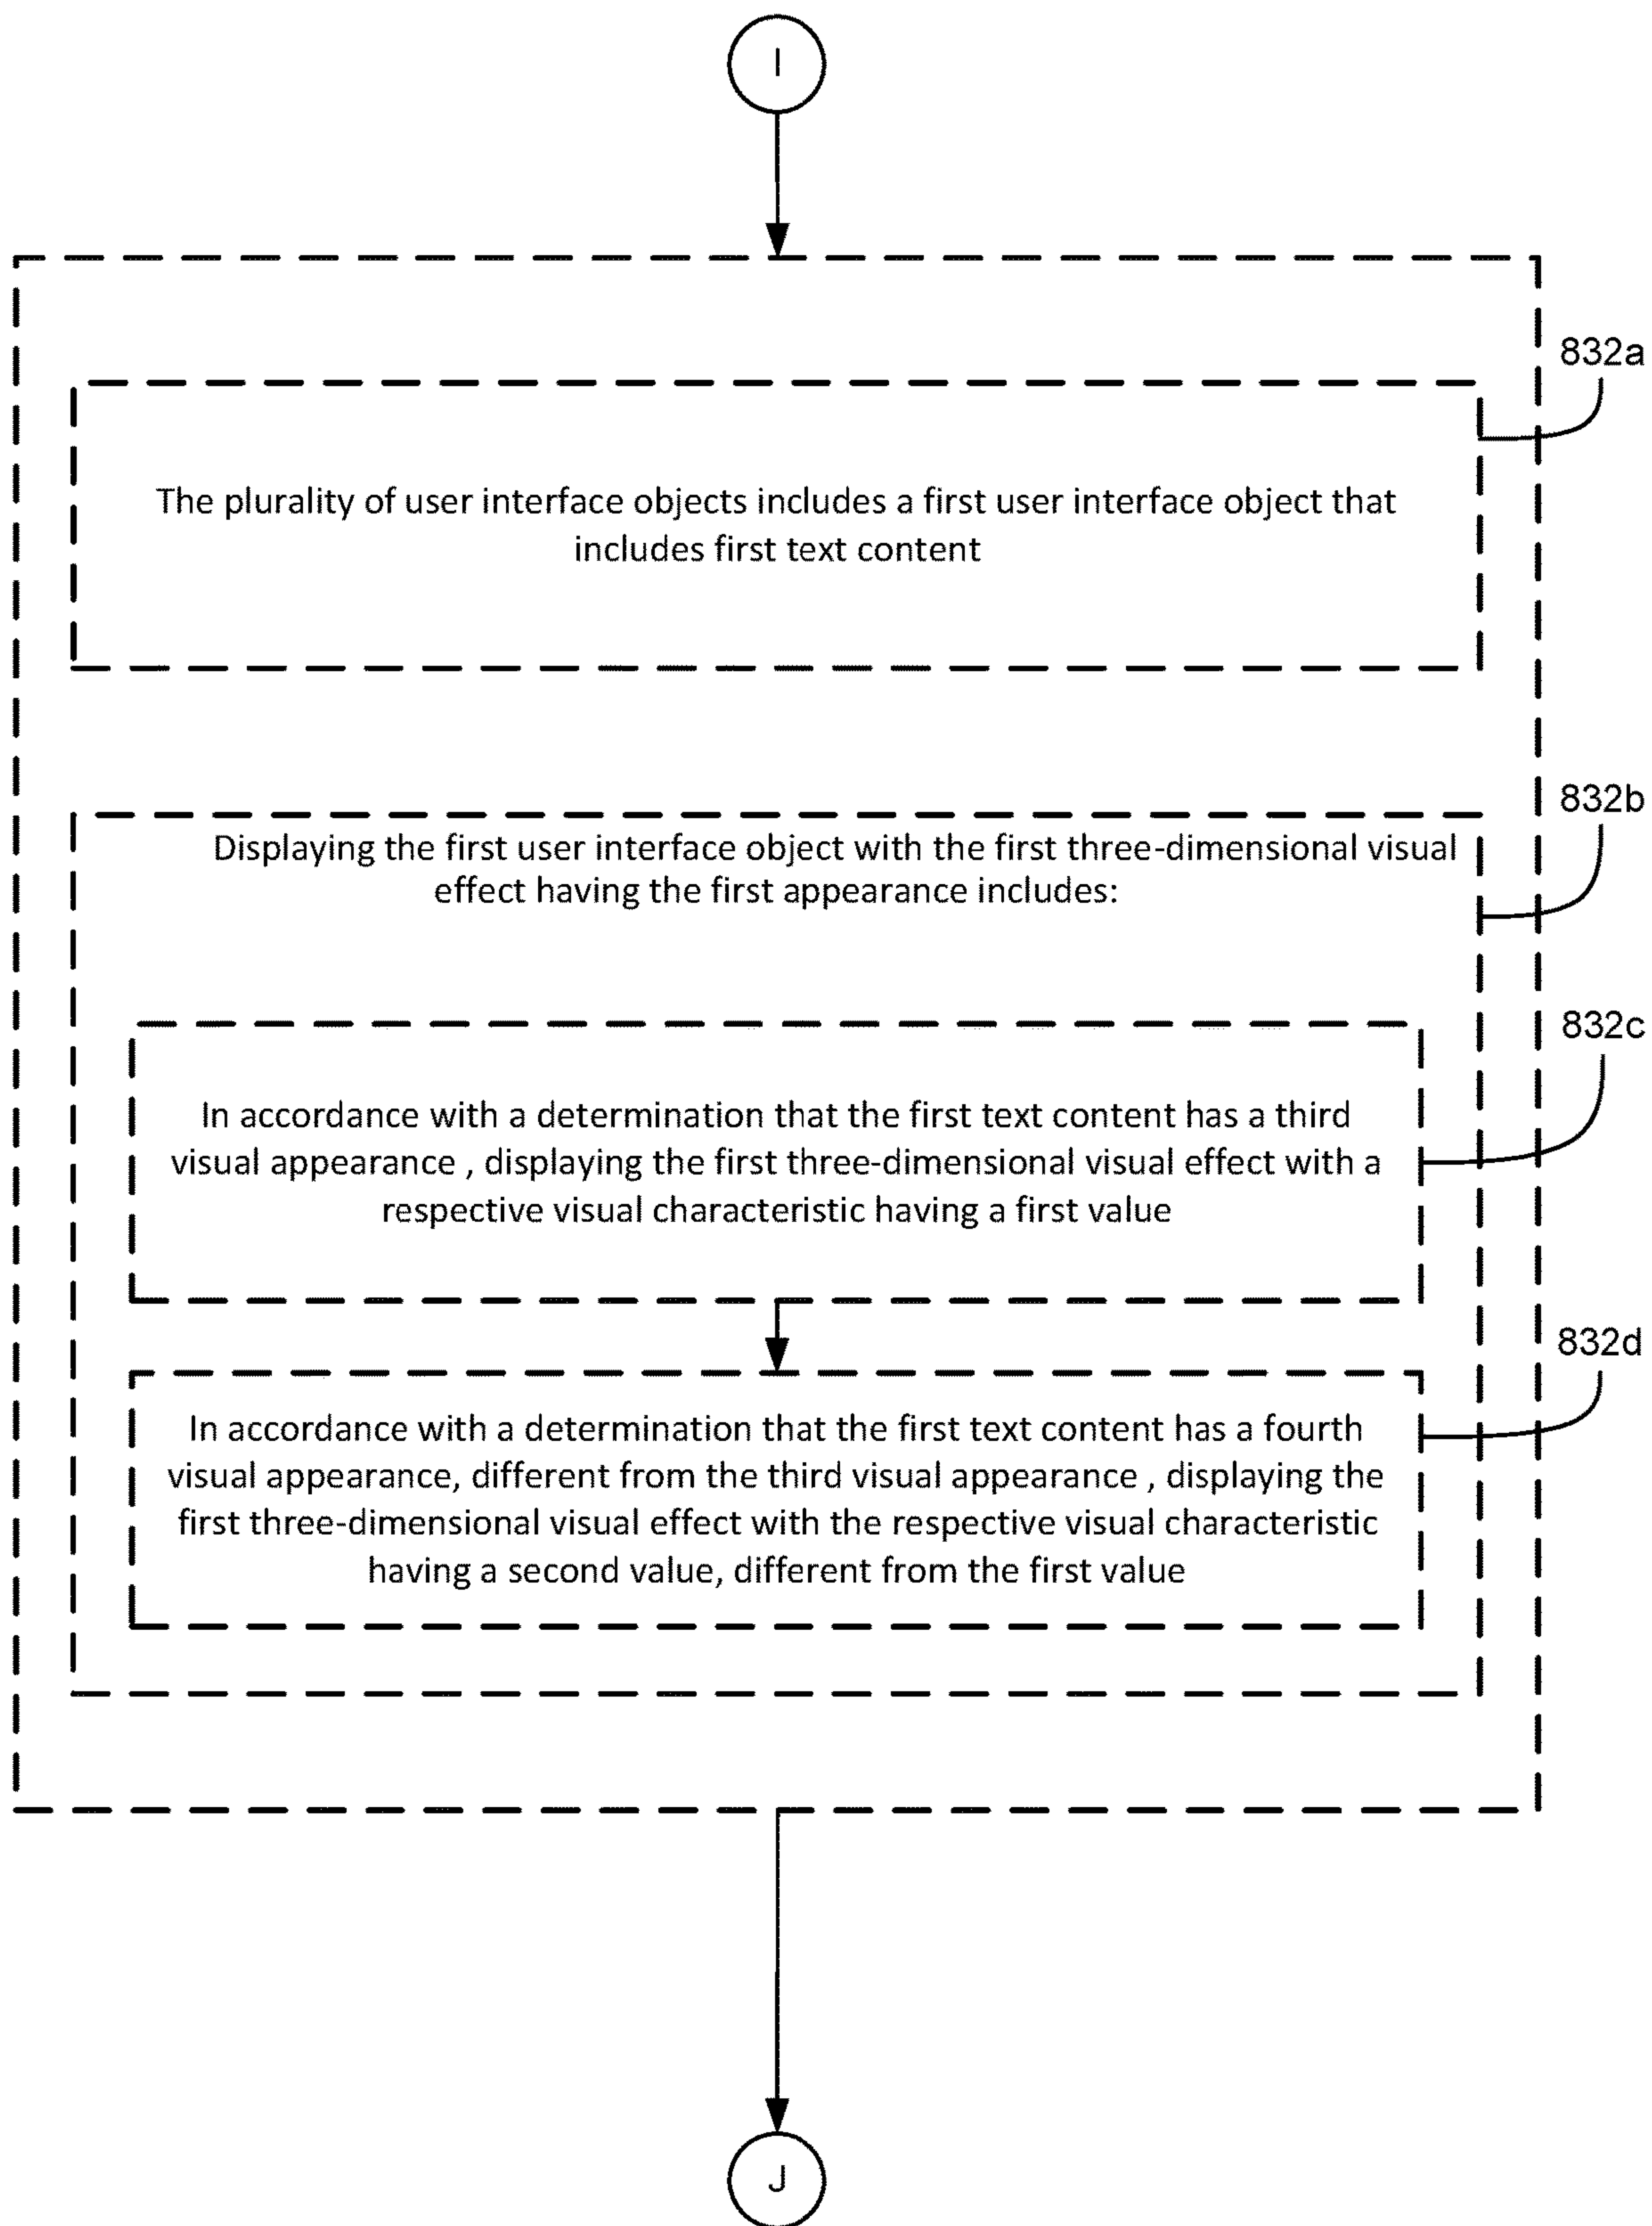 I
832a
The plurality of user interface objects includes a first user interface object that
includes first text content
832b
Displaying the first user interface object with the first three-dimensional visual
effect having the first appearance includes:
832c
In accordance with a determination that the first text content has a third
visual appearance , displaying the first three-dimensional visual effect with a
respective visual characteristic having a first value
832d
In accordance with a determination that the first text content has a fourth
visual appearance, different from the third visual appearance , displaying the
first three-dimensional visual effect with the respective visual characteristic
having a second value, different from the first value
J